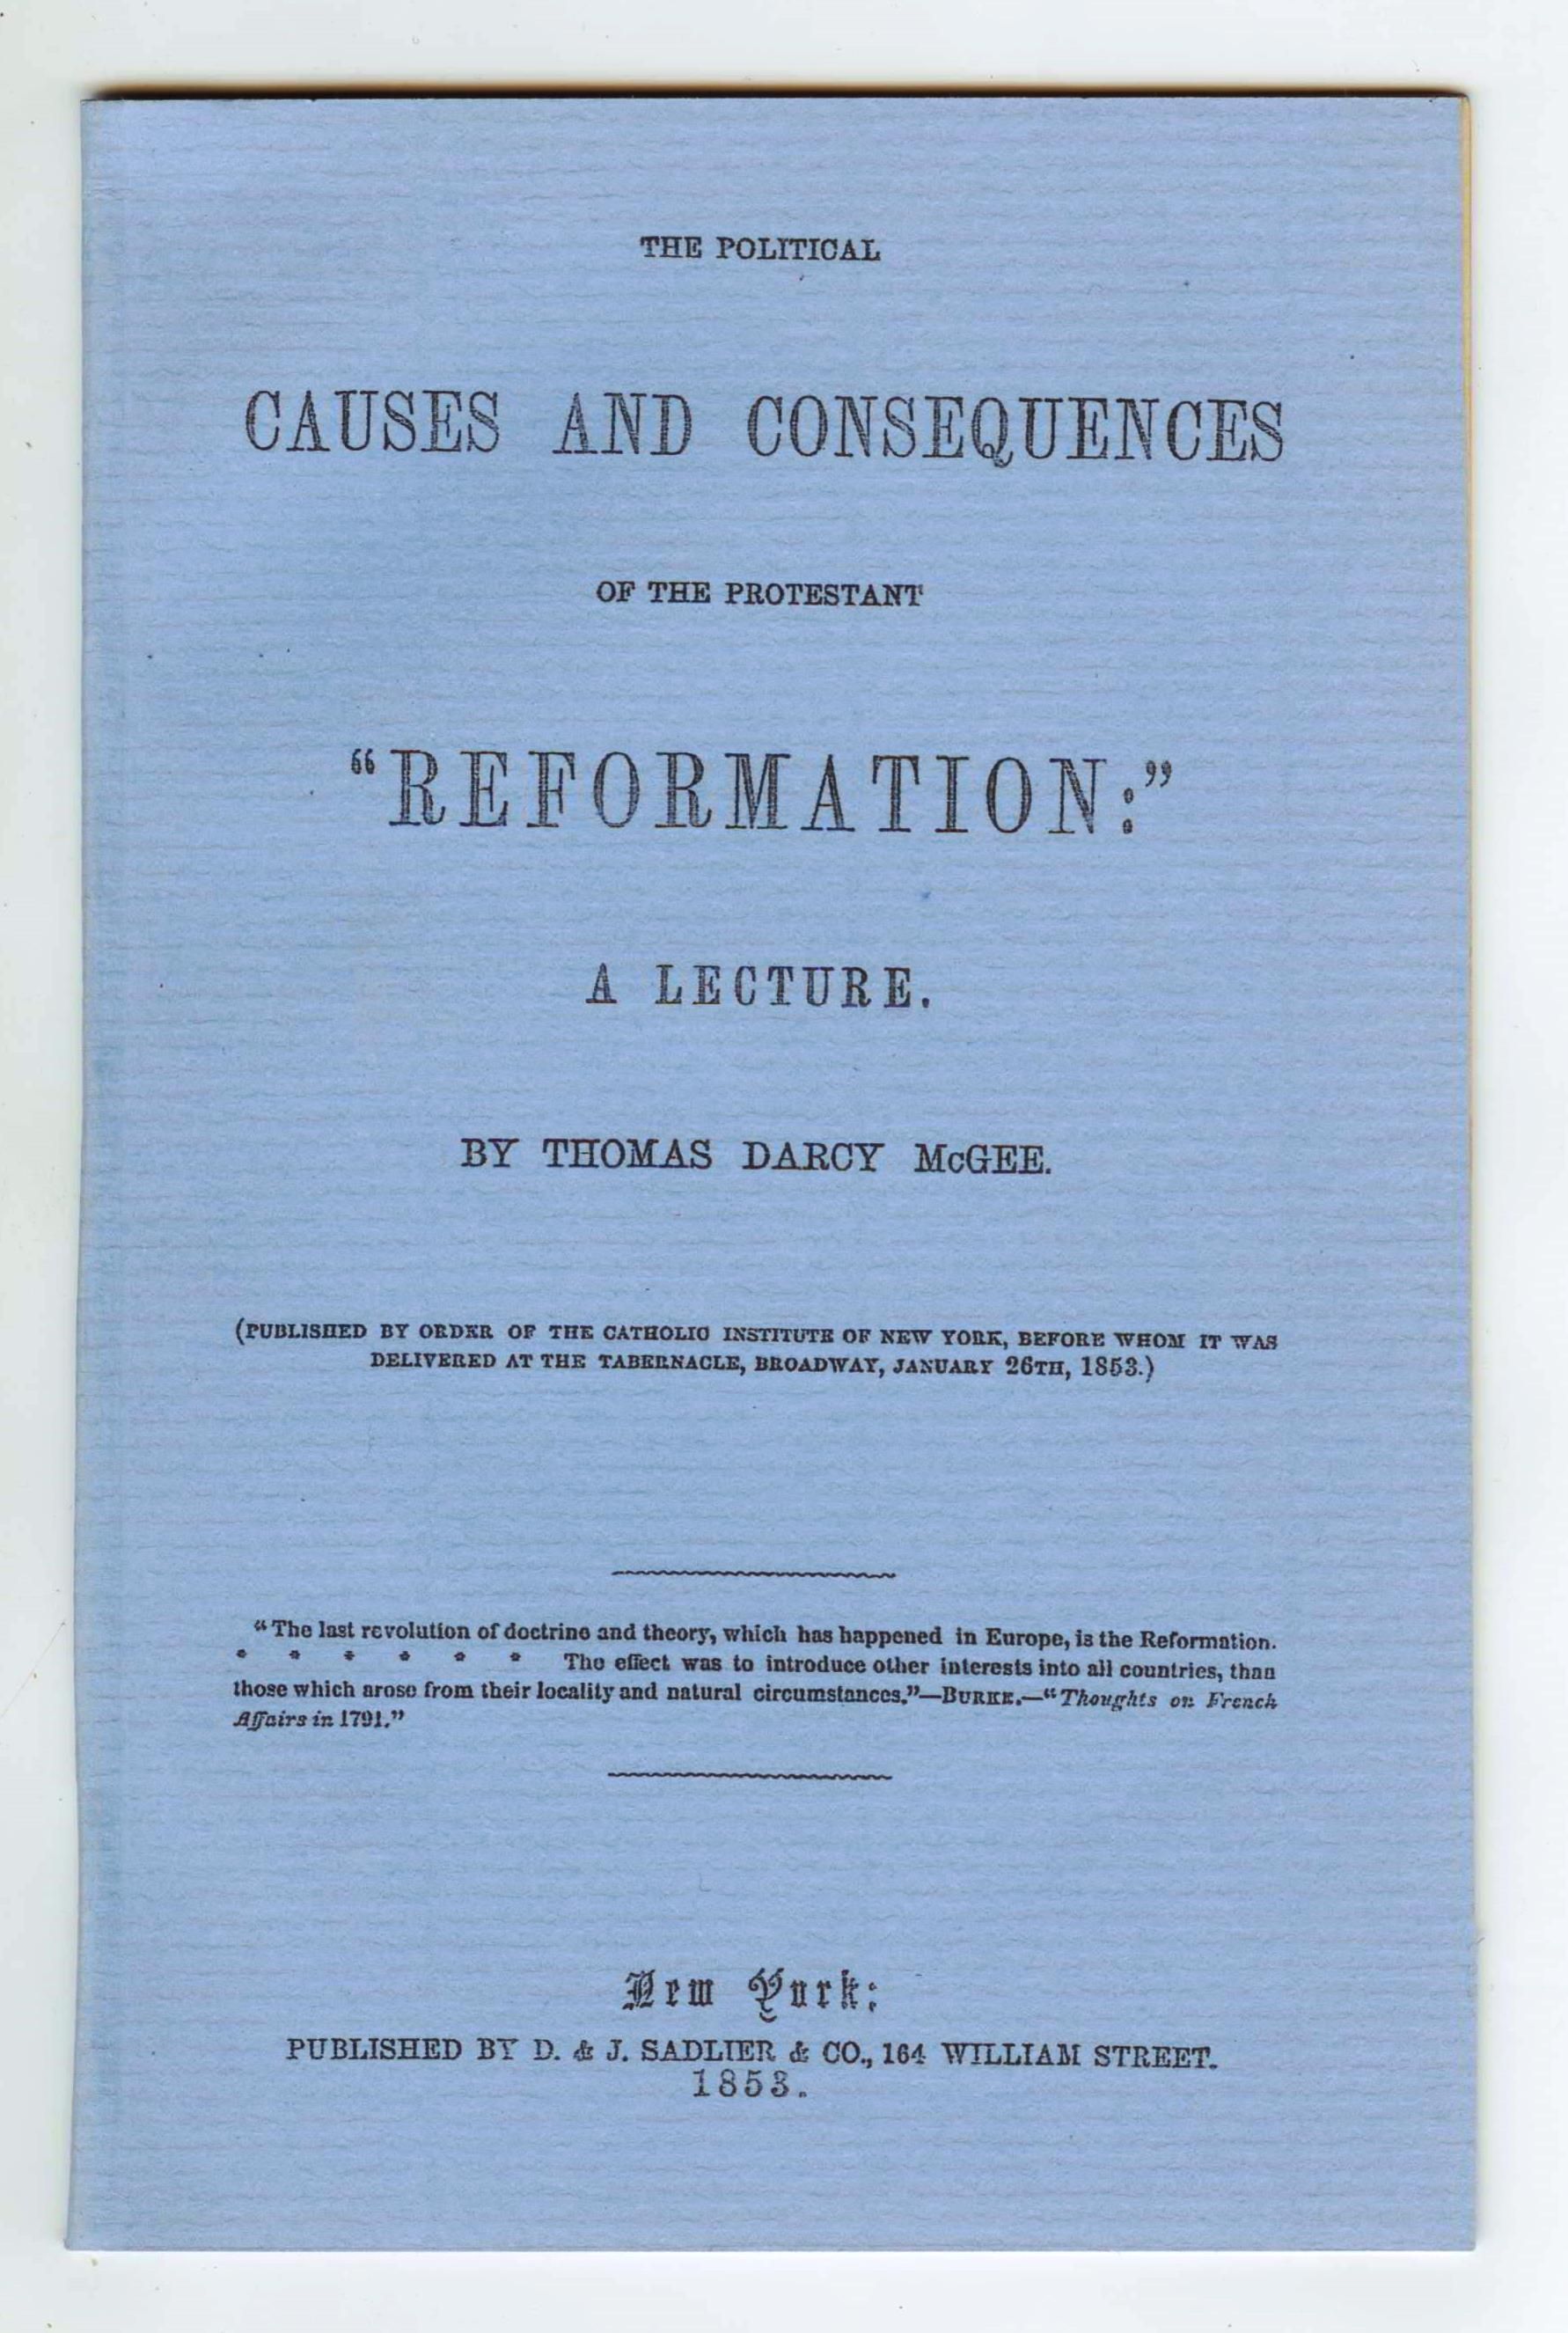 THE POLITICAL
CAUSES AND CONSEQUENCES
OF THE PROTESTANT
“REFORMATION:”
A LECTURE.
BY THOMAS DARCY McGEE.
(PUBLISHED BY ORDER OF THE CATHOLIC INSTITUTE OF NEW YORK, BEFORE WHOM IT WAS
DELIVERED AT THE TABERNACLE, BROADWAY, JANUARY 26TH, 1853.)
“The last revolution of doctrine and theory, which has happened in Europe, is the Reformation.
* * * * * * The effect was to introduce other interests into all countries, than
those which arose from their locality and natural circumstances.”—BURKE.—“Thoughts on French
Affairs in 1791.”
New York:
PUBLISHED BY D. & J. SADLIER & CO., 164 WILLIAM STREET.
1853.